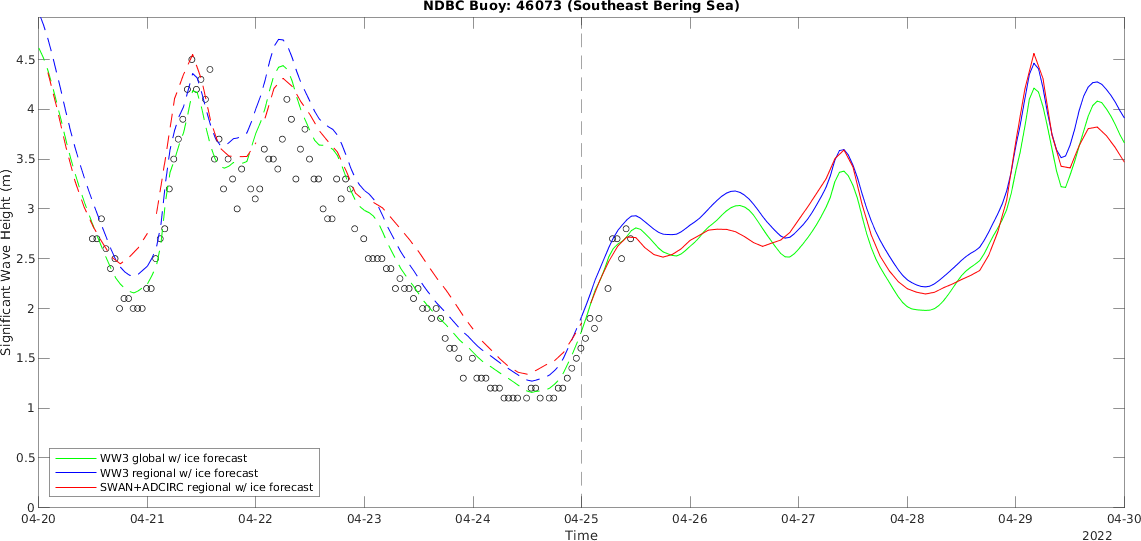 NDBC Buoy: 46073 (Southeast Bering Sea)
Significant Wave Height (m)
4.5
4
3.5
3
2.5
2
1.5
1
0.5
0
WW3 global w/ ice forecast
WW3 regional w/ ice forecast
SWAN+ADCIRC regional w/ ice forecast
04-20 04-21 04-22 04-23 04-24 04-25 04-26 04-27 04-28 04-29 04-30
Time
2022